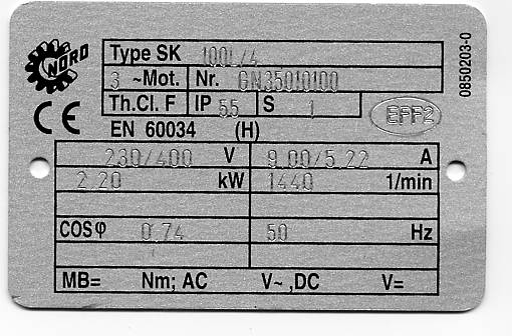 NORD
Type SK 100L/4
3 ~Mot. Nr. GN35010100
Th.Cl. F IP 55 S 1
EFF2
CE EN 60034 (H)
230/400 V 9.00/5.22 A
2.20 kW 1440 1/min
COSφ 0.74 50 Hz
MB= Nm; AC V~ ,DC V=
0850203-0